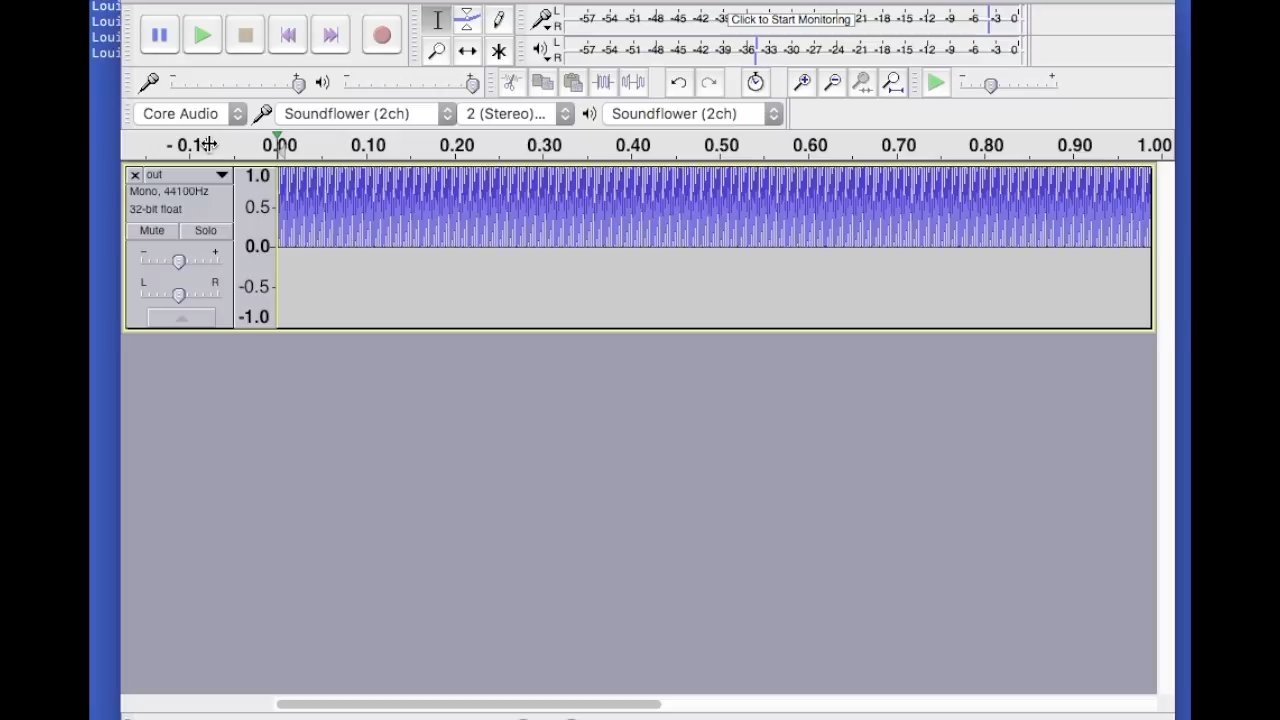 Loui
Loui
Loui
Loui
L
R
-57 -54 -51 -48 -45 -42 Click to Start Monitoring 21 -18 -15 -12 -9 -6 -3 0
L
R
-57 -54 -51 -48 -45 -42 -39 -36 -33 -30 -27 -24 -21 -18 -15 -12 -9 -6 -3 0
- + - + - +
Core Audio Soundflower (2ch) 2 (Stereo)... Soundflower (2ch)
0.00 0.10 0.20 0.30 0.40 0.50 0.60 0.70 0.80 0.90 1.00
out
Mono, 44100Hz
32-bit float
Mute Solo
- +
L R
1.0
0.5
0.0
-0.5
-1.0